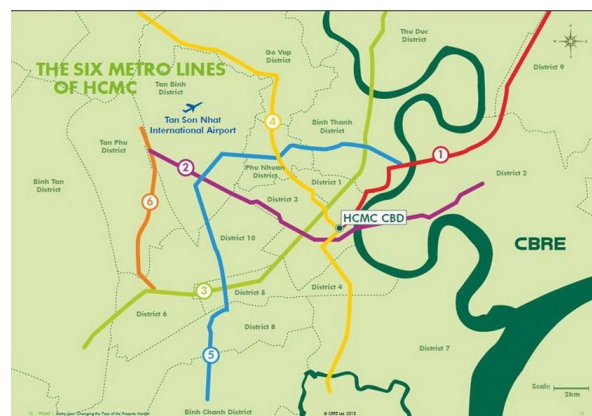 Thu Duc
District
Go Vap
District
District 9
THE SIX METRO LINES
OF HCMC
Tan Binh
District
Tan Son Nhat
International Airport
4
Binh Thanh
District
Tan Phu
District
1
2
Phu Nhuan
District
District 1
District 2
Binh Tan
District
District 3
6
HCMC CBD
District 10
CBRE
3
District 5
District 4
District 6
District 8
District 7
5
Scale
2km
Binh Chanh District
© CBRE Ltd. 2013